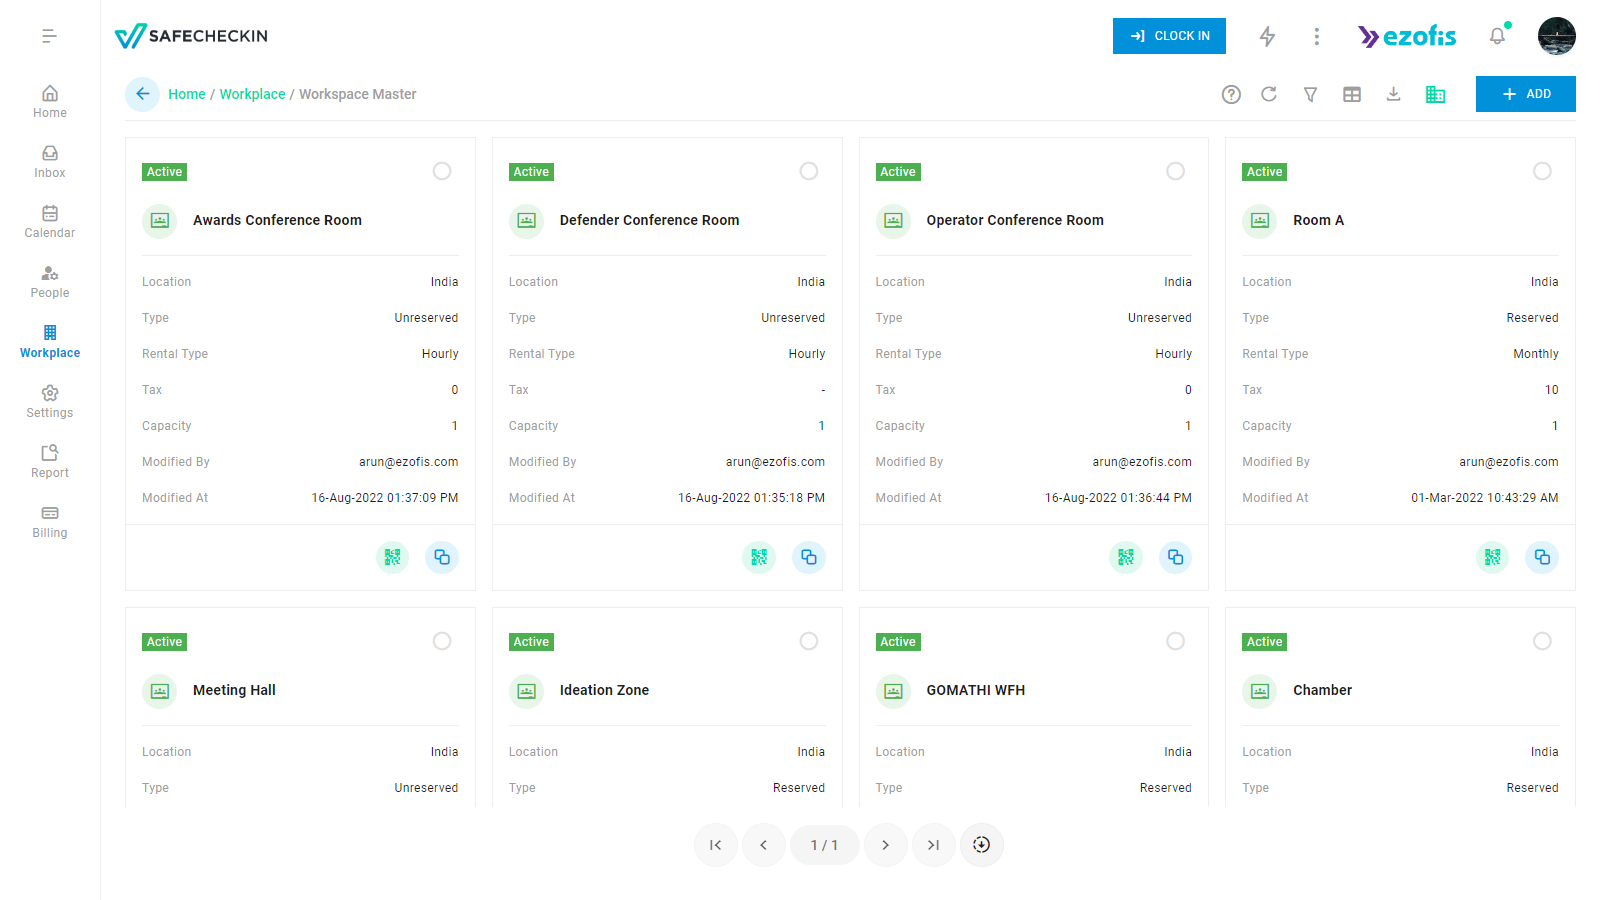 SAFECHECKIN
CLOCK IN
ezofis
Home / Workplace / Workspace Master
ADD
Home
Inbox
Calendar
People
Workplace
Settings
Report
Billing
Active
Awards Conference Room
Location India
Type Unreserved
Rental Type Hourly
Tax 0
Capacity 1
Modified By arun@ezofis.com
Modified At 16-Aug-2022 01:37:09 PM
Active
Defender Conference Room
Location India
Type Unreserved
Rental Type Hourly
Tax -
Capacity 1
Modified By arun@ezofis.com
Modified At 16-Aug-2022 01:35:18 PM
Active
Operator Conference Room
Location India
Type Unreserved
Rental Type Hourly
Tax 0
Capacity 1
Modified By arun@ezofis.com
Modified At 16-Aug-2022 01:36:44 PM
Active
Room A
Location India
Type Reserved
Rental Type Monthly
Tax 10
Capacity 1
Modified By arun@ezofis.com
Modified At 01-Mar-2022 10:43:29 AM
Active
Meeting Hall
Location India
Type Unreserved
Active
Ideation Zone
Location India
Type Reserved
Active
GOMATHI WFH
Location India
Type Reserved
Active
Chamber
Location India
Type Reserved
1 / 1